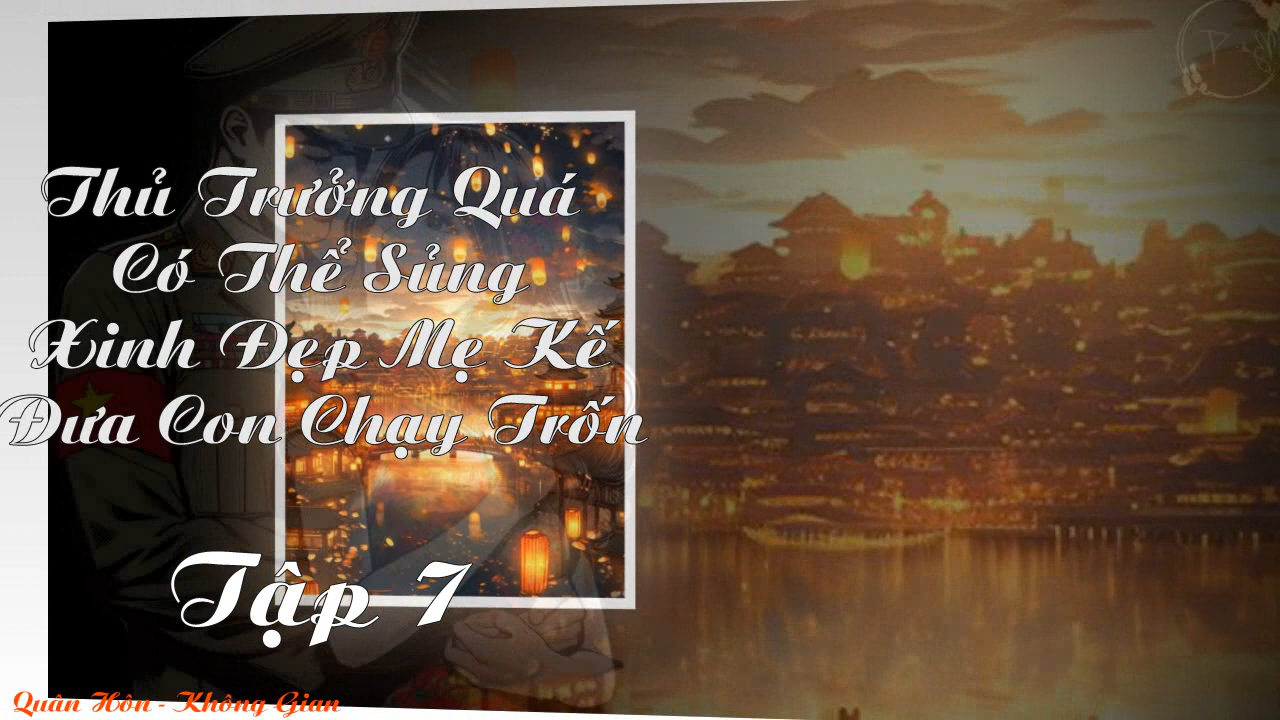 Thủ Trưởng Quá
Có Thể Sủng
Xinh Đẹp Mẹ Kế
Đưa Con Chạy Trốn
Tập 7
Quân Hôn - Không Gian